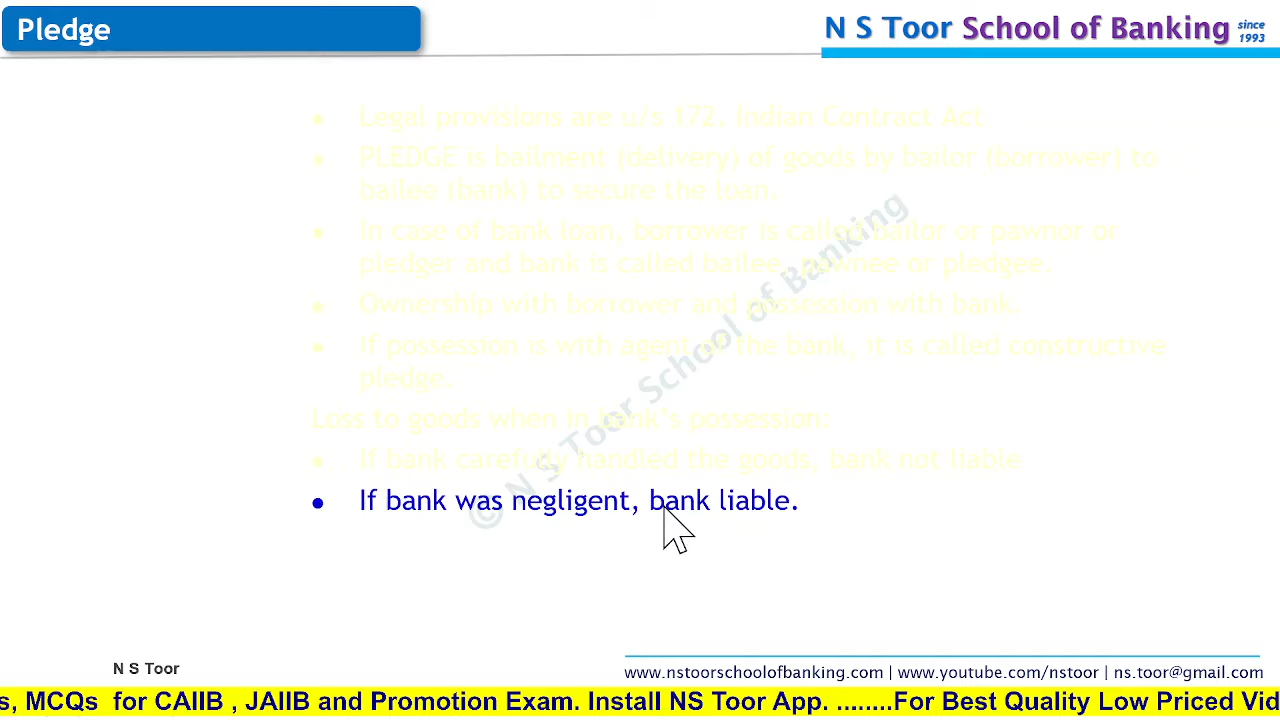 Pledge
N S Toor School of Banking since 1993
• Legal provisions are u/s 172, Indian Contract Act
• PLEDGE is bailment (delivery) of goods by bailor (borrower) to
bailee (bank) to secure the loan.
• In case of bank loan, borrower is called bailor or pawnor or
pledger and bank is called bailee, pawnee or pledgee.
• Ownership with borrower and possession with bank.
• If possession is with agent of the bank, it is called constructive
pledge.
Loss to goods when in bank's possession:
• If bank carefully handled the goods, bank not liable
• If bank was negligent, bank liable.
© N S Toor School of Banking
N S Toor
www.nstoorschoolofbanking.com | www.youtube.com/nstoor | ns.toor@gmail.com
s, MCQs for CAIIB , JAIIB and Promotion Exam. Install NS Toor App. ........For Best Quality Low Priced Vid